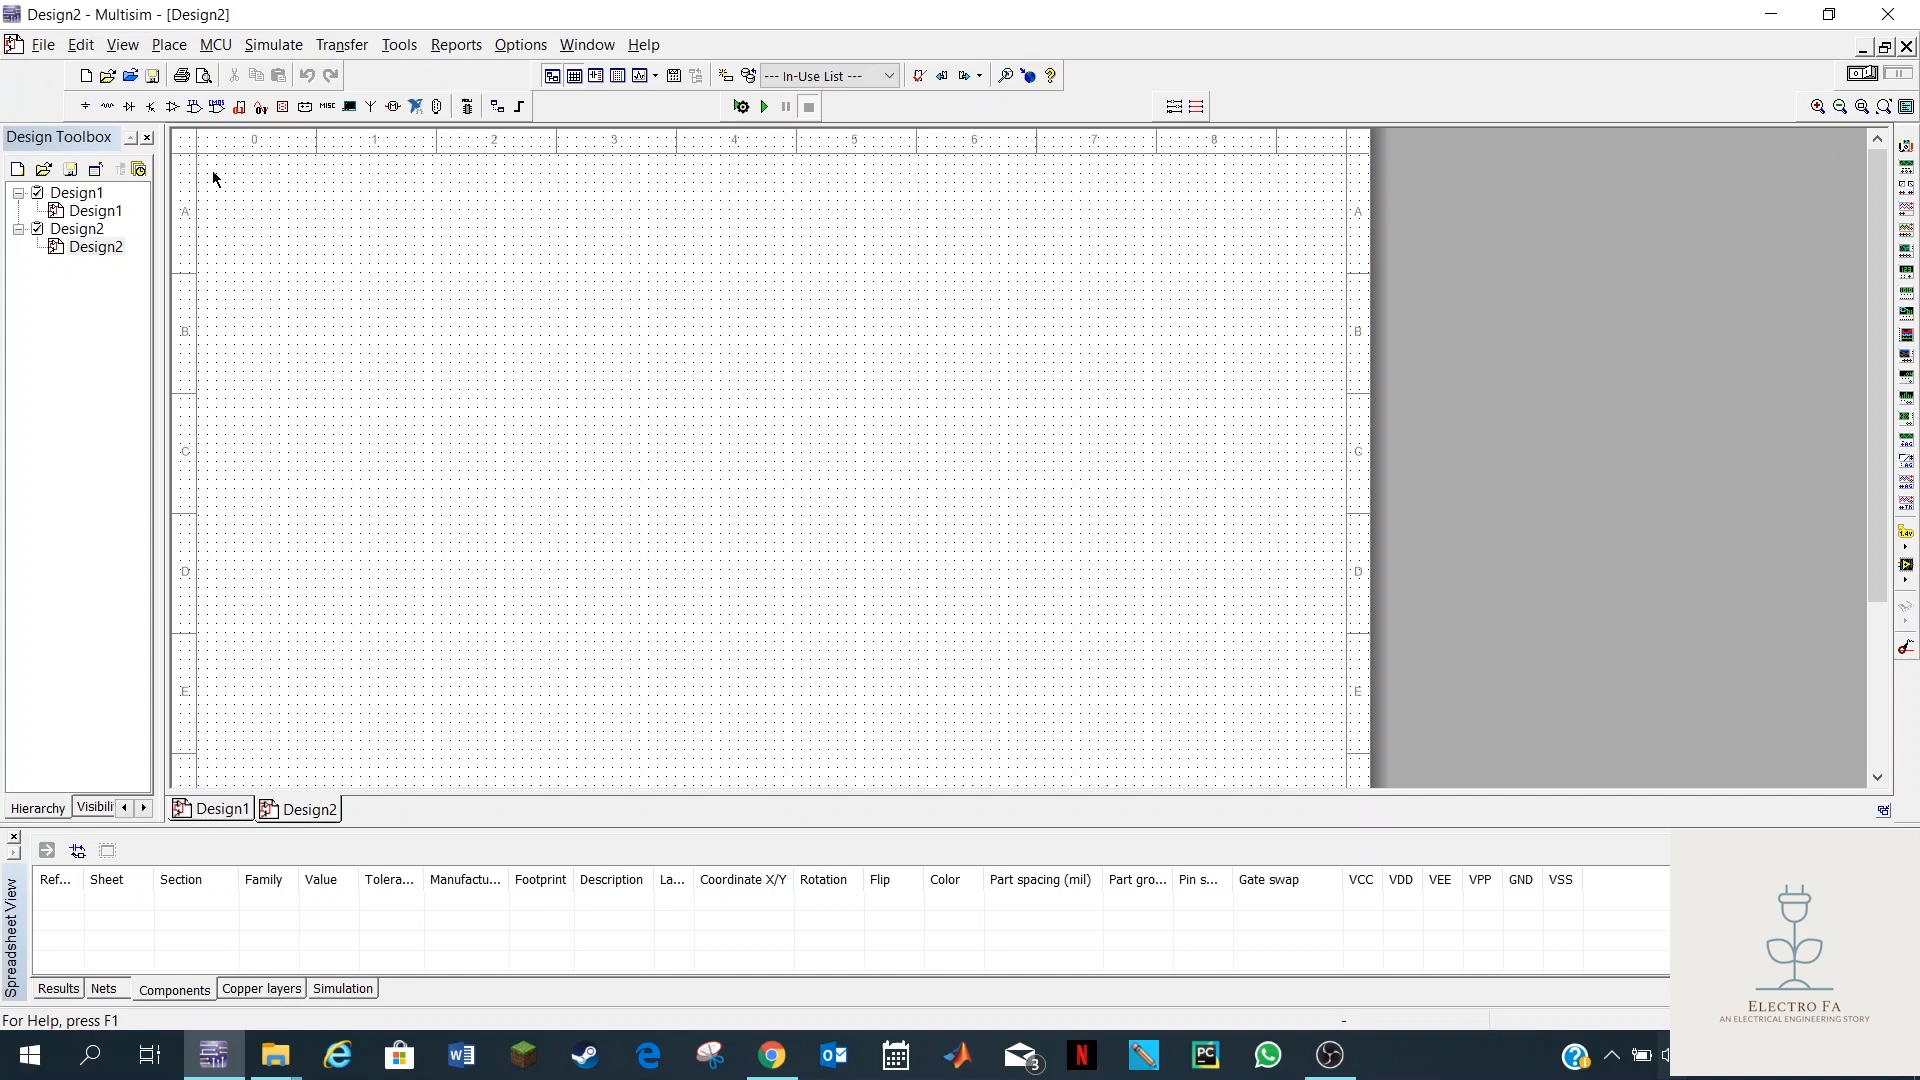 Design2 - Multisim - [Design2]
File Edit View Place MCU Simulate Transfer Tools Reports Options Window Help
--- In-Use List ---
TTL CMOS MISC
Design Toolbox
0 1 2 3 4 5 6 7 8
Design1
Design1
Design2
Design2
A A
B B
C C
D D
E E
Hierarchy Visibili
Design1 Design2
Spreadsheet View
Ref... Sheet Section Family Value Tolera... Manufactu... Footprint Description La... Coordinate X/Y Rotation Flip Color Part spacing (mil) Part gro... Pin s... Gate swap VCC VDD VEE VPP GND VSS
Results Nets Components Copper layers Simulation
For Help, press F1
-
ELECTRO FA
AN ELECTRICAL ENGINEERING STORY
3